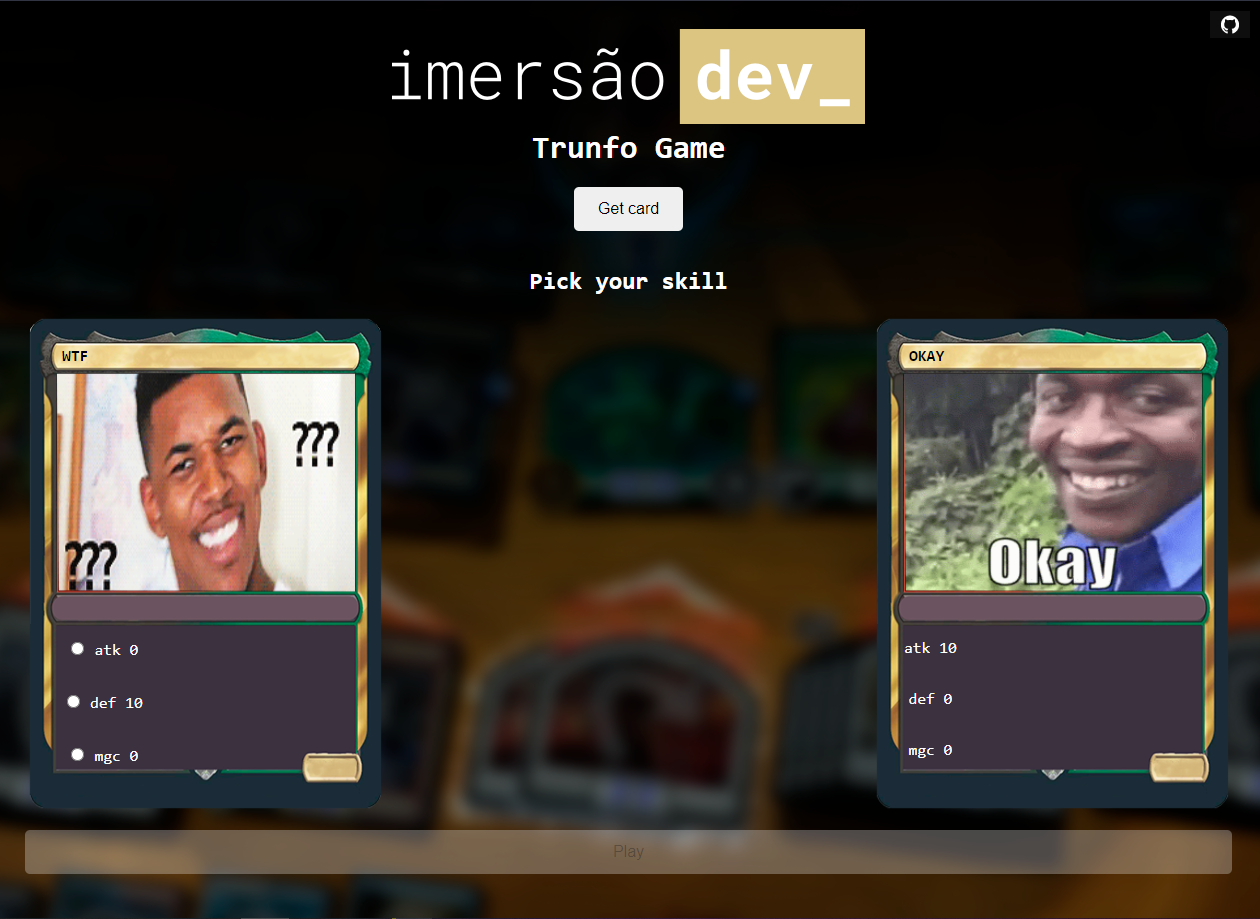 imersão dev_
Trunfo Game
Get card
Pick your skill
WTF
???
???
atk 0
def 10
mgc 0
OKAY
Okay
atk 10
def 0
mgc 0
Play